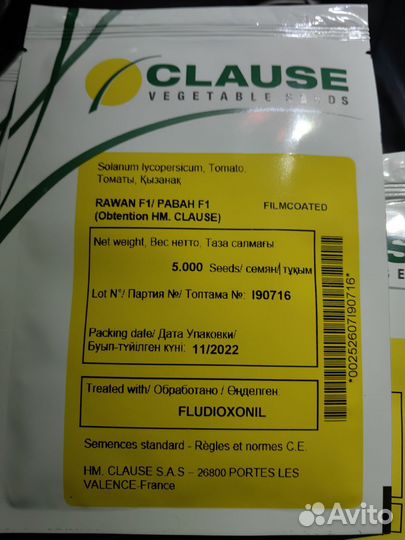 CLAUSE
VEGETABLE SEEDS
Solanum lycopersicum, Tomato,
Томаты, Қызанақ
RAWAN F1/ РАВАН F1
(Obtention HM. CLAUSE)
FILMCOATED
Net weight, Вес нетто, Таза салмағы
5.000 Seeds/ семян/тұқым
Lot N°/ Партия №/ Топтама №: I90716
Packing date/ Дата Упаковки/
Буып-түйілген күні: 11/2022
*00252607I90716*
Treated with/ Обработано / Өңделген
FLUDIOXONIL
Semences standard - Règles et normes C.E.
HM. CLAUSE S.A.S – 26800 PORTES LES
VALENCE-France
Avito